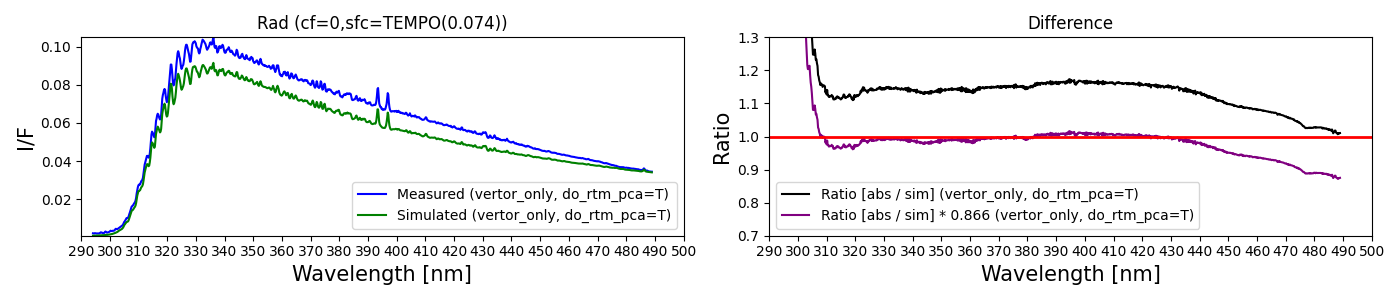 Rad (cf=0,sfc=TEMPO(0.074))
0.10
0.08
0.06
0.04
0.02
I/F
Measured (vertor_only, do_rtm_pca=T)
Simulated (vertor_only, do_rtm_pca=T)
290 300 310 320 330 340 350 360 370 380 390 400 410 420 430 440 450 460 470 480 490 500
Wavelength [nm]
Difference
1.3
1.2
1.1
1.0
0.9
0.8
0.7
Ratio
Ratio [abs / sim] (vertor_only, do_rtm_pca=T)
Ratio [abs / sim] * 0.866 (vertor_only, do_rtm_pca=T)
290 300 310 320 330 340 350 360 370 380 390 400 410 420 430 440 450 460 470 480 490 500
Wavelength [nm]